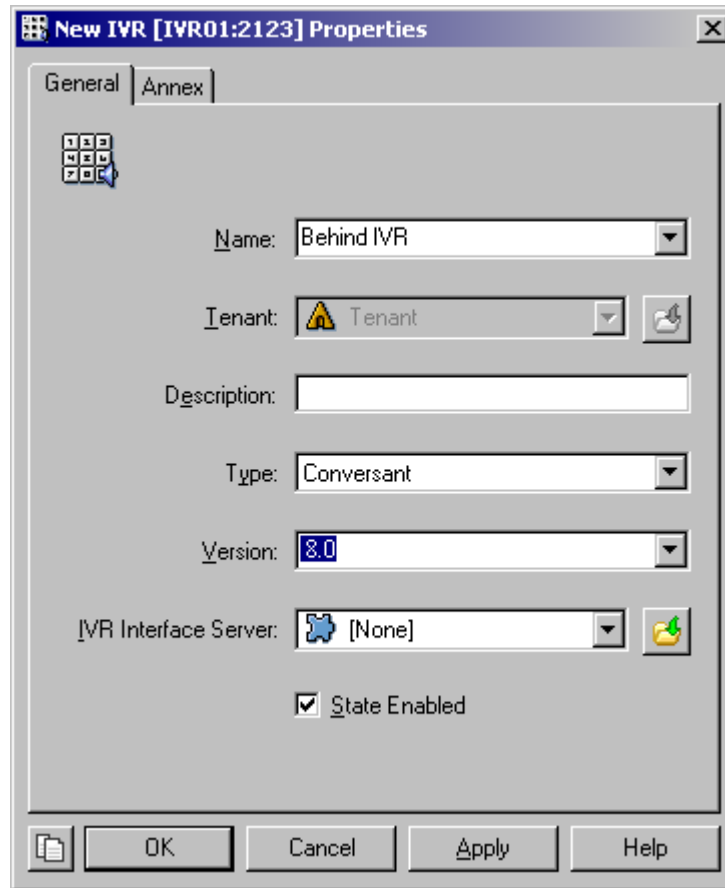 New IVR [IVR01:2123] Properties
General Annex
Name: Behind IVR
Tenant: Tenant
Description:
Type: Conversant
Version: 8.0
IVR Interface Server: [None]
State Enabled
OK Cancel Apply Help